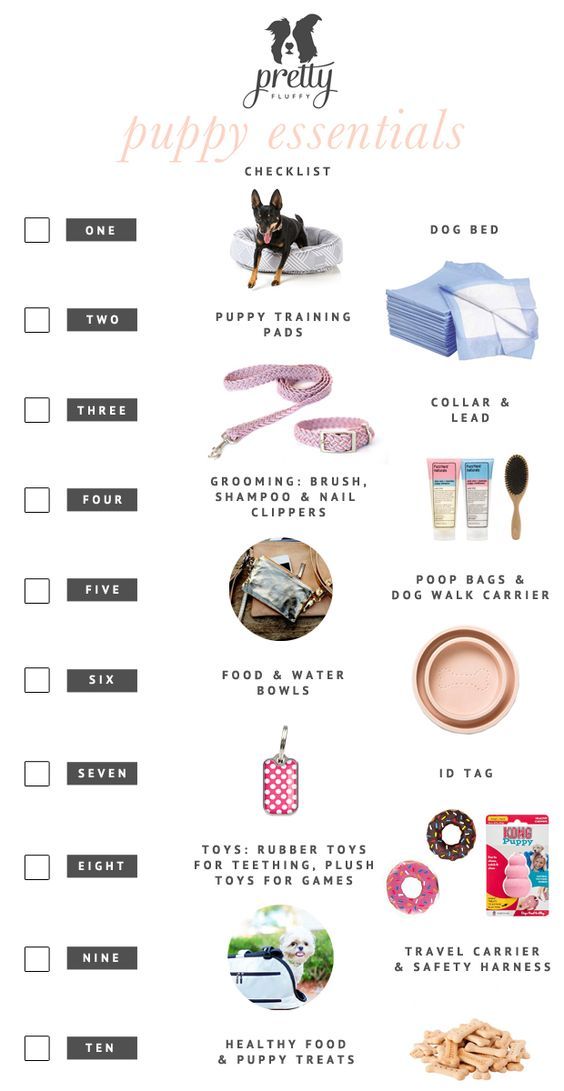 pretty
FLUFFY
puppy essentials
CHECKLIST
ONE
DOG BED
TWO
PUPPY TRAINING
PADS
THREE
COLLAR &
LEAD
FOUR
GROOMING: BRUSH,
SHAMPOO & NAIL
CLIPPERS
FIVE
POOP BAGS &
DOG WALK CARRIER
SIX
FOOD & WATER
BOWLS
SEVEN
ID TAG
EIGHT
TOYS: RUBBER TOYS
FOR TEETHING, PLUSH
TOYS FOR GAMES
KONG
Puppy
NINE
TRAVEL CARRIER
& SAFETY HARNESS
TEN
HEALTHY FOOD
& PUPPY TREATS